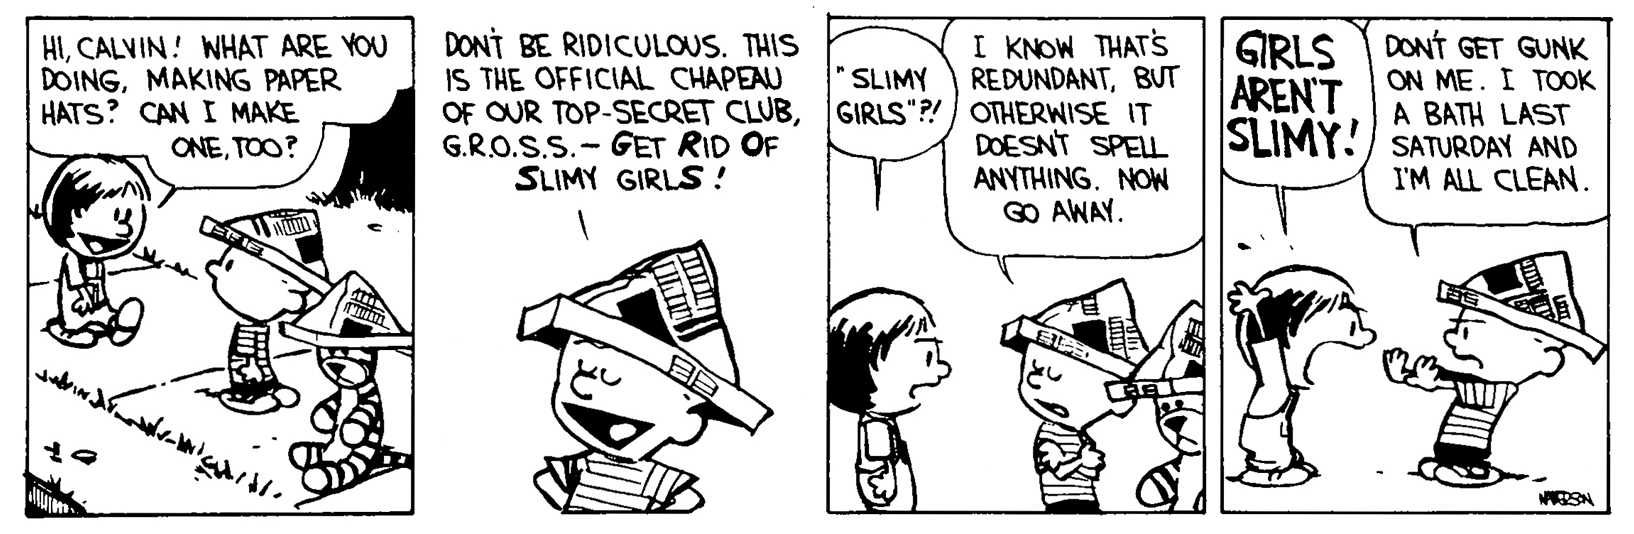 HI, CALVIN! WHAT ARE YOU
DOING, MAKING PAPER
HATS? CAN I MAKE
ONE, TOO?
DON'T BE RIDICULOUS. THIS
IS THE OFFICIAL CHAPEAU
OF OUR TOP-SECRET CLUB,
G.R.O.S.S.— GET RID OF
SLIMY GIRLS!
"SLIMY
GIRLS"?!
I KNOW THAT'S
REDUNDANT, BUT
OTHERWISE IT
DOESN'T SPELL
ANYTHING. NOW
GO AWAY.
GIRLS
AREN'T
SLIMY!
DON'T GET GUNK
ON ME. I TOOK
A BATH LAST
SATURDAY AND
I'M ALL CLEAN.
WATTERSON